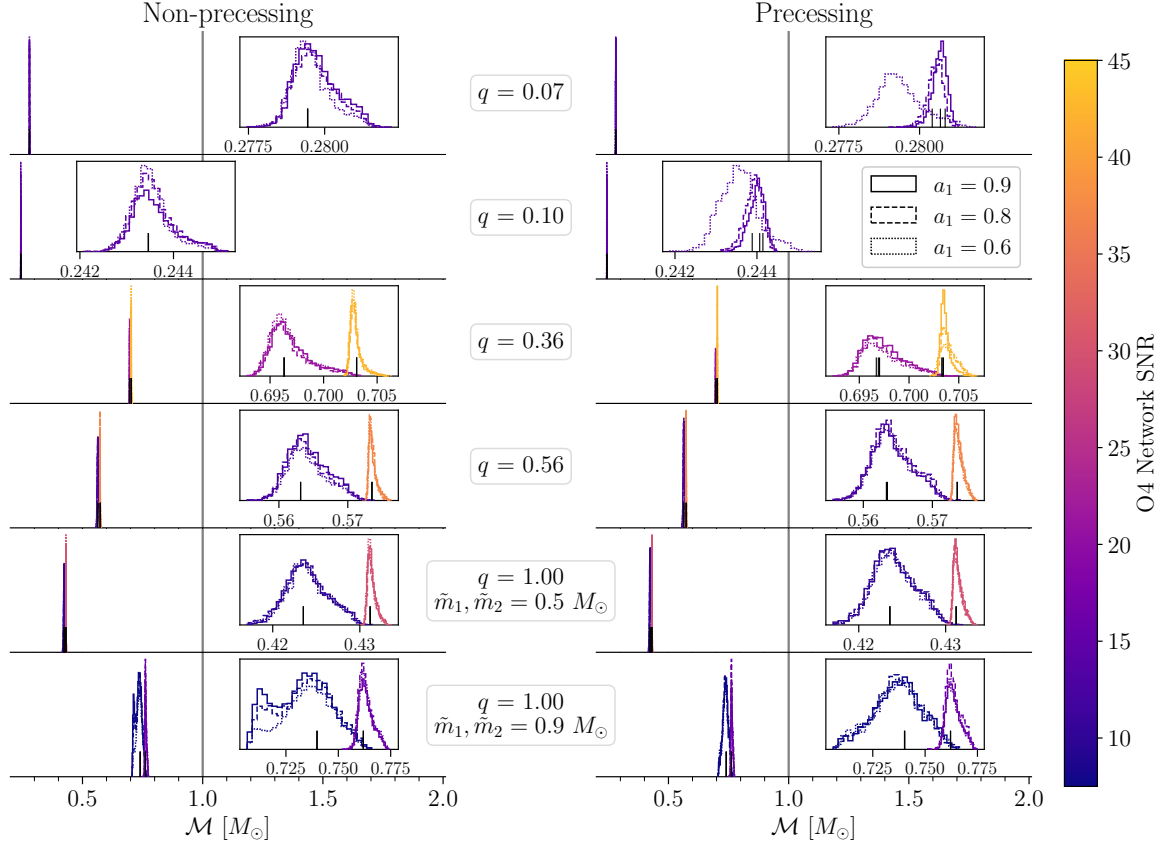 Non-precessing
Precessing
0.2775 0.2800
q = 0.07
0.2775 0.2800
0.242 0.244
q = 0.10
0.242 0.244
a₁ = 0.9
a₁ = 0.8
a₁ = 0.6
0.695 0.700 0.705
q = 0.36
0.695 0.700 0.705
0.56 0.57
q = 0.56
0.56 0.57
0.42 0.43
q = 1.00
m̃₁, m̃₂ = 0.5 M⊙
0.42 0.43
0.725 0.750 0.775
q = 1.00
m̃₁, m̃₂ = 0.9 M⊙
0.725 0.750 0.775
0.5 1.0 1.5 2.0
ℳ [M⊙]
0.5 1.0 1.5 2.0
ℳ [M⊙]
45
40
35
30
25
20
15
10
O4 Network SNR